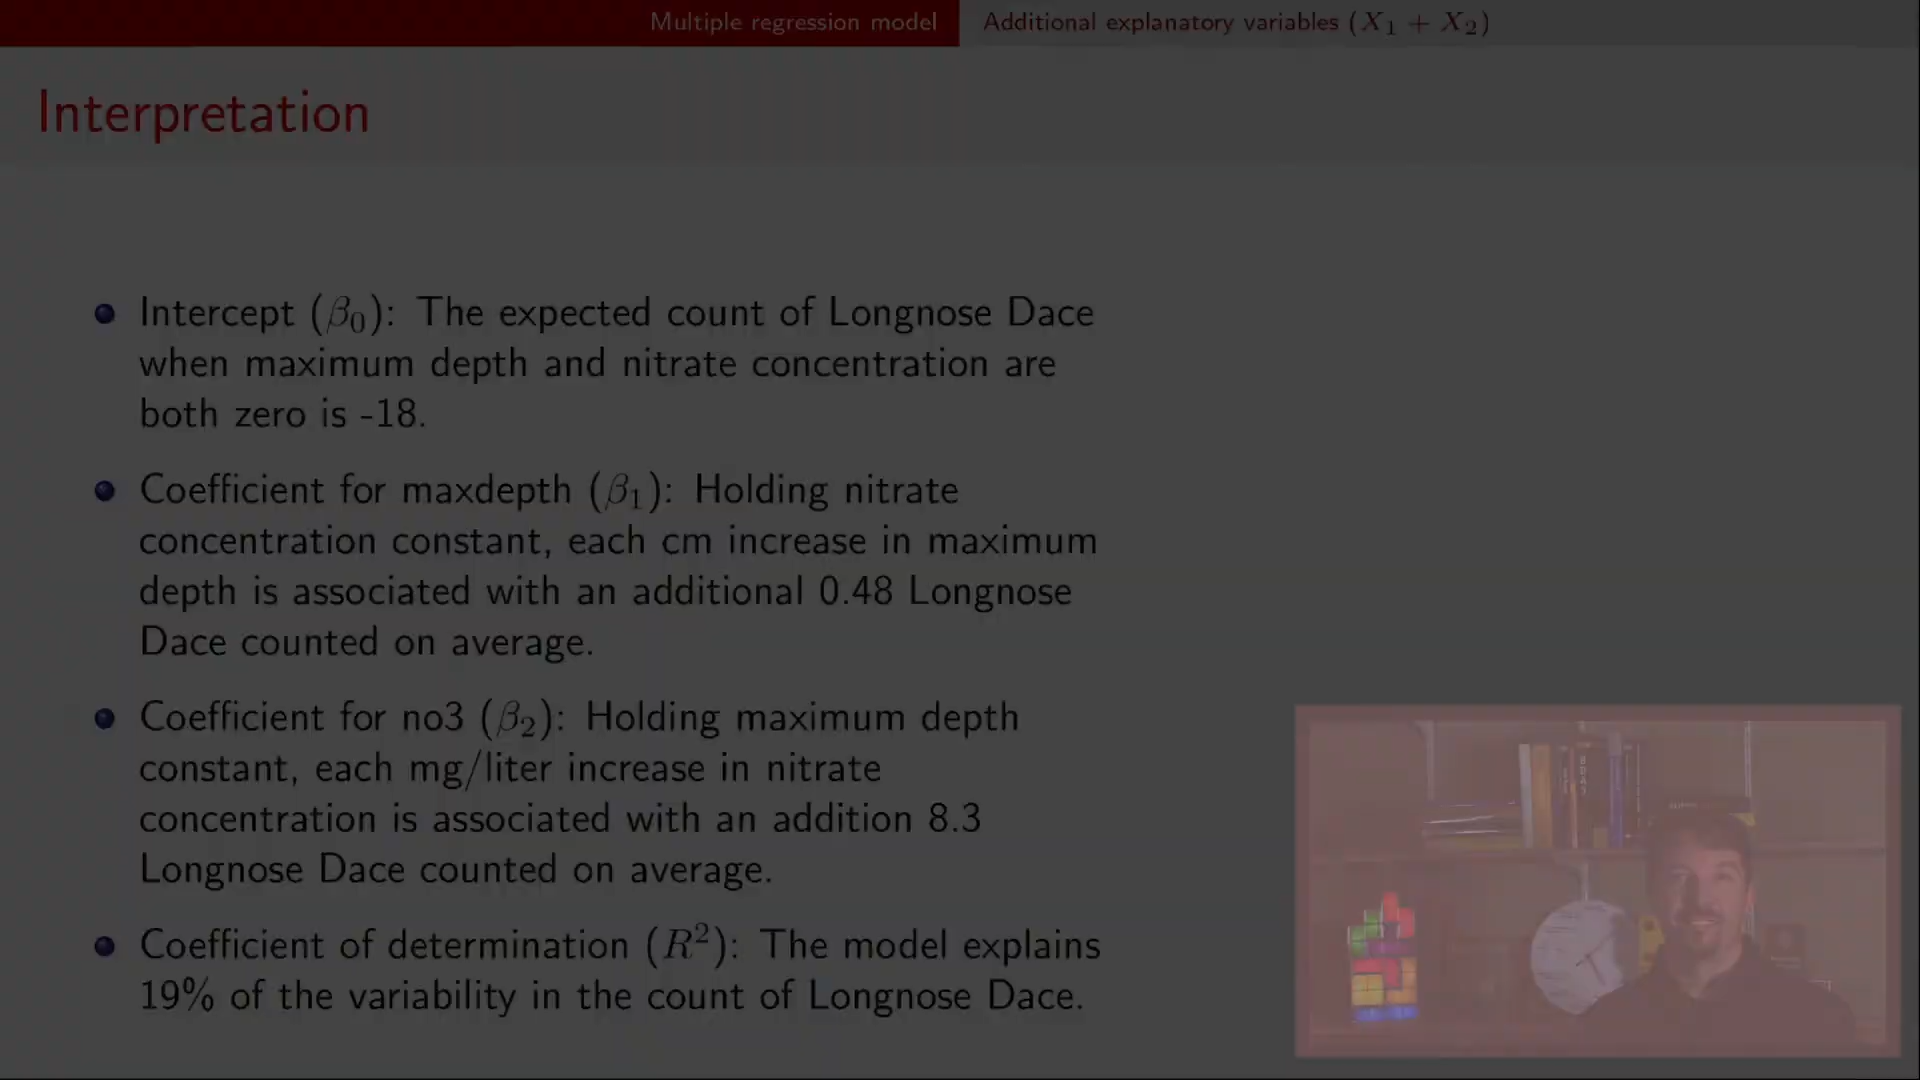 Multiple regression model
Additional explanatory variables (X₁ + X₂)
Interpretation
Intercept (β₀): The expected count of Longnose Dace
when maximum depth and nitrate concentration are
both zero is -18.
Coefficient for maxdepth (β₁): Holding nitrate
concentration constant, each cm increase in maximum
depth is associated with an additional 0.48 Longnose
Dace counted on average.
Coefficient for no3 (β₂): Holding maximum depth
constant, each mg/liter increase in nitrate
concentration is associated with an addition 8.3
Longnose Dace counted on average.
Coefficient of determination (R²): The model explains
19% of the variability in the count of Longnose Dace.